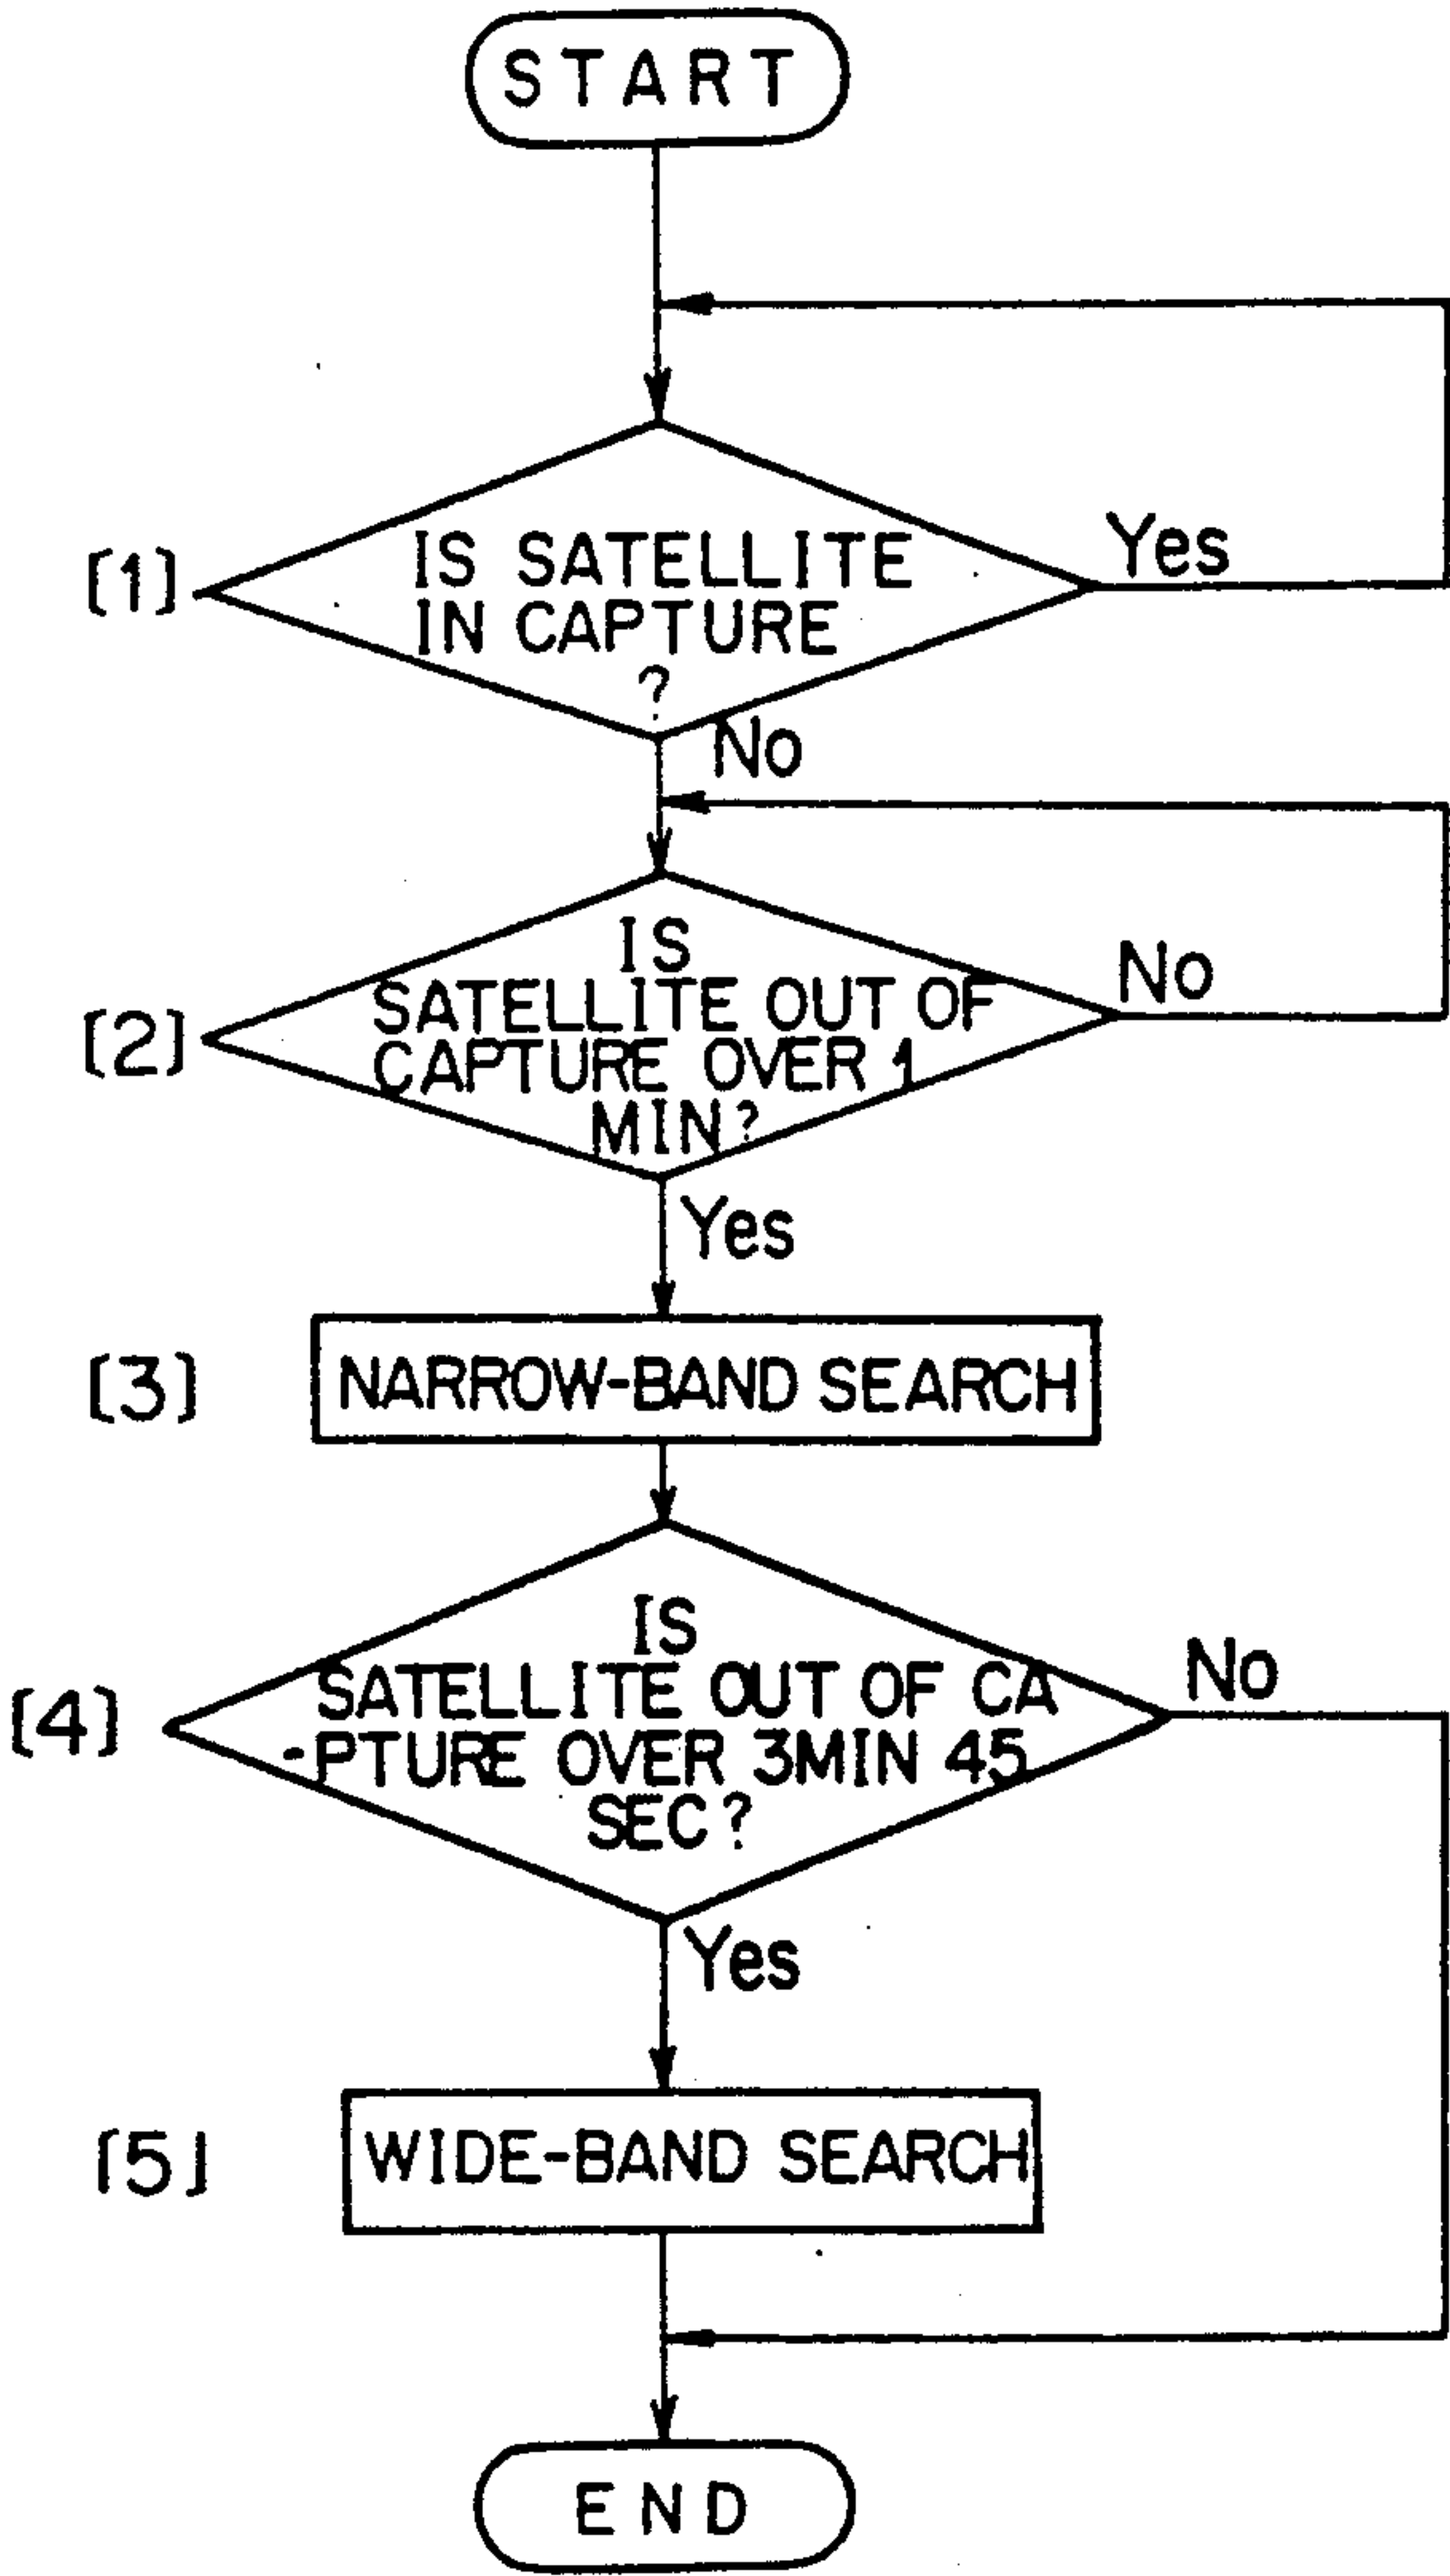 START
[1]
IS SATELLITE
IN CAPTURE
?
Yes
No
[2]
IS
SATELLITE OUT OF
CAPTURE OVER 1
MIN?
No
Yes
[3]
NARROW-BAND SEARCH
[4]
IS
SATELLITE OUT OF CA
-PTURE OVER 3MIN 45
SEC?
No
Yes
[5]
WIDE-BAND SEARCH
END